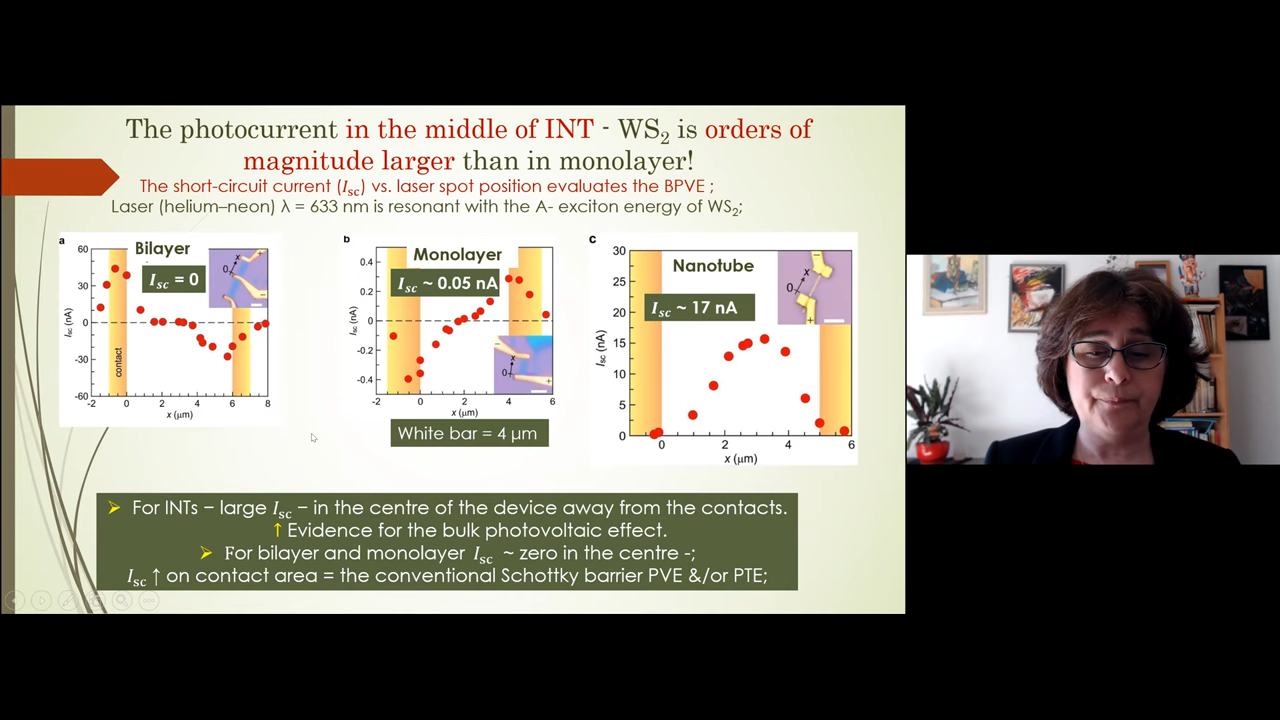 The photocurrent in the middle of INT - WS₂ is orders of
magnitude larger than in monolayer!
The short-circuit current (Isc) vs. laser spot position evaluates the BPVE ;
Laser (helium–neon) λ = 633 nm is resonant with the A- exciton energy of WS₂;
a
Bilayer
Isc = 0
60
30
0
-30
-60
Isc (nA)
contact
-2 0 2 4 6 8
x (μm)
x
0
+
−
b
Monolayer
Isc ~ 0.05 nA
0.4
0.2
0
-0.2
-0.4
Isc (nA)
-2 0 2 4 6
x (μm)
−
x
0
+
White bar = 4 μm
c
Nanotube
Isc ~ 17 nA
30
25
20
15
10
5
0
Isc (nA)
0 2 4 6
x (μm)
−
x
0
+
➢ For INTs – large Isc – in the centre of the device away from the contacts.
↑ Evidence for the bulk photovoltaic effect.
➢ For bilayer and monolayer Isc ~ zero in the centre -;
Isc ↑ on contact area = the conventional Schottky barrier PVE &/or PTE;